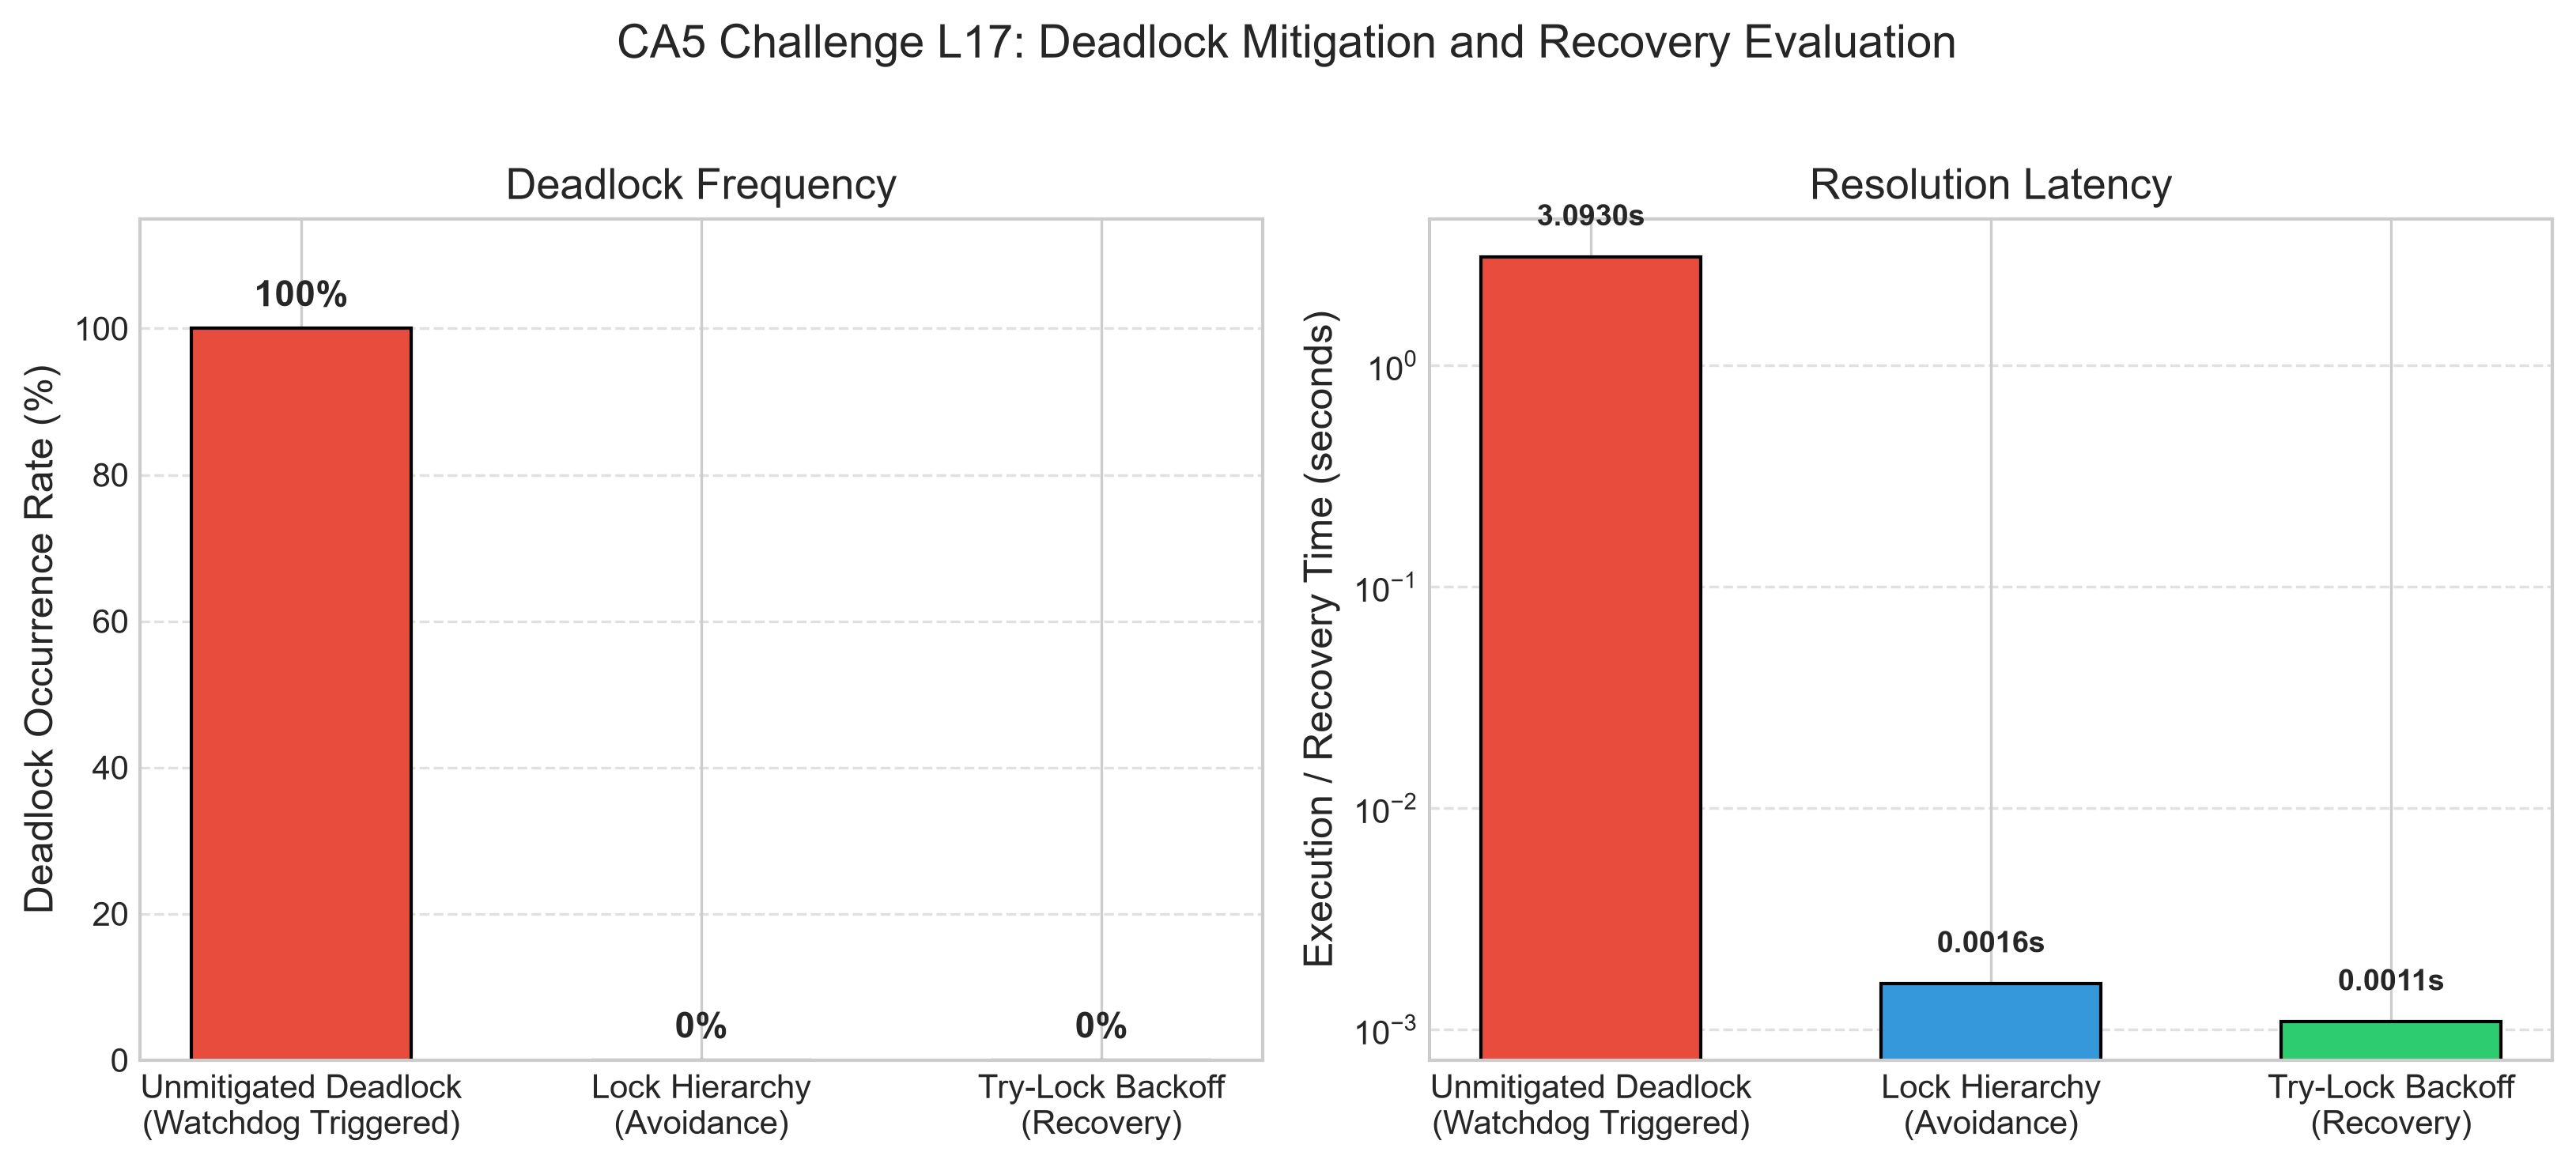 CA5 Challenge L17: Deadlock Mitigation and Recovery Evaluation
Deadlock Frequency
Deadlock Occurrence Rate (%)
100
80
60
40
20
0
100%
0%
0%
Unmitigated Deadlock
(Watchdog Triggered)
Lock Hierarchy
(Avoidance)
Try-Lock Backoff
(Recovery)
Resolution Latency
Execution / Recovery Time (seconds)
10⁰
10⁻¹
10⁻²
10⁻³
3.0930s
0.0016s
0.0011s
Unmitigated Deadlock
(Watchdog Triggered)
Lock Hierarchy
(Avoidance)
Try-Lock Backoff
(Recovery)